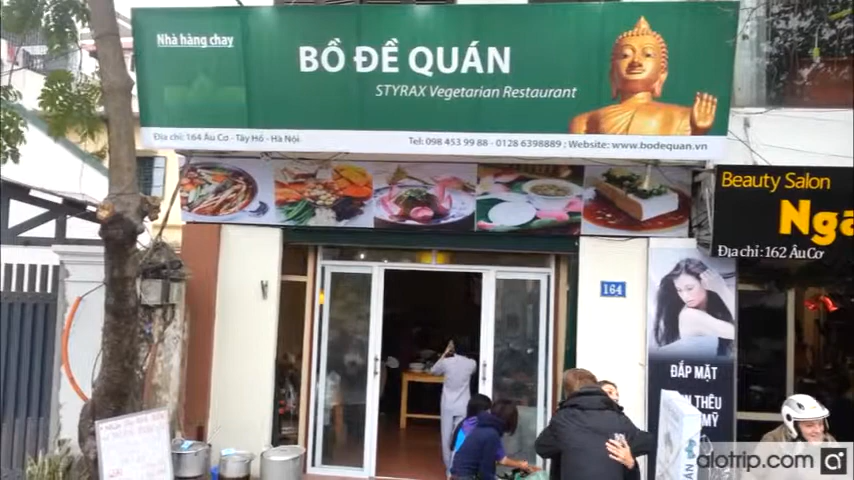 Nhà hàng chay
BỒ ĐỀ QUÁN
STYRAX Vegetarian Restaurant
Địa chỉ: 164 Âu Cơ - Tây Hồ - Hà Nội
Tel: 098 453 99 88 - 0128 6398889 * Website: www.bodequan.vn
Beauty Salon
Nga
Địa chỉ: 162 Âu Cơ
164
ĐẮP MẶT
THÊU
MY
alotrip.com